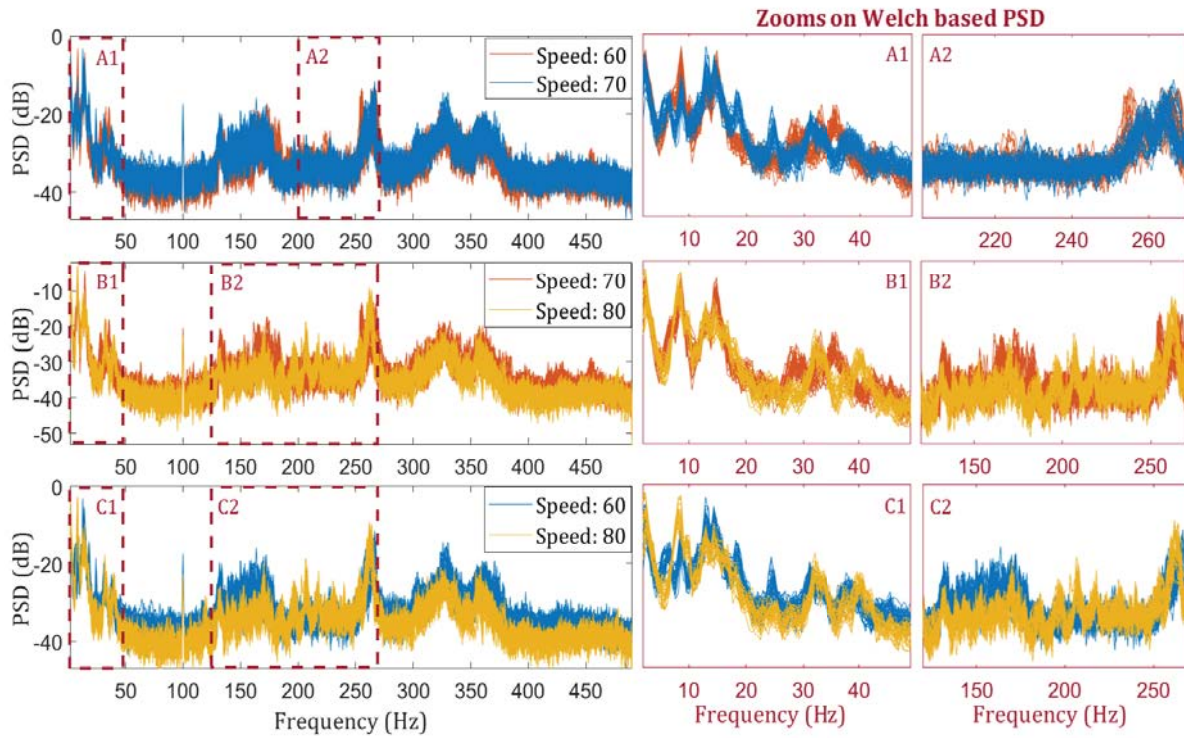 Zooms on Welch based PSD
0
-20
-40
PSD (dB)
A1
A2
Speed: 60
Speed: 70
50 100 150 200 250 300 350 400 450
A1
10 20 30 40
A2
220 240 260
-10
-20
-30
-40
-50
PSD (dB)
B1
B2
Speed: 70
Speed: 80
50 100 150 200 250 300 350 400 450
B1
10 20 30 40
B2
150 200 250
0
-20
-40
PSD (dB)
C1
C2
Speed: 60
Speed: 80
50 100 150 200 250 300 350 400 450
Frequency (Hz)
C1
10 20 30 40
Frequency (Hz)
C2
150 200 250
Frequency (Hz)